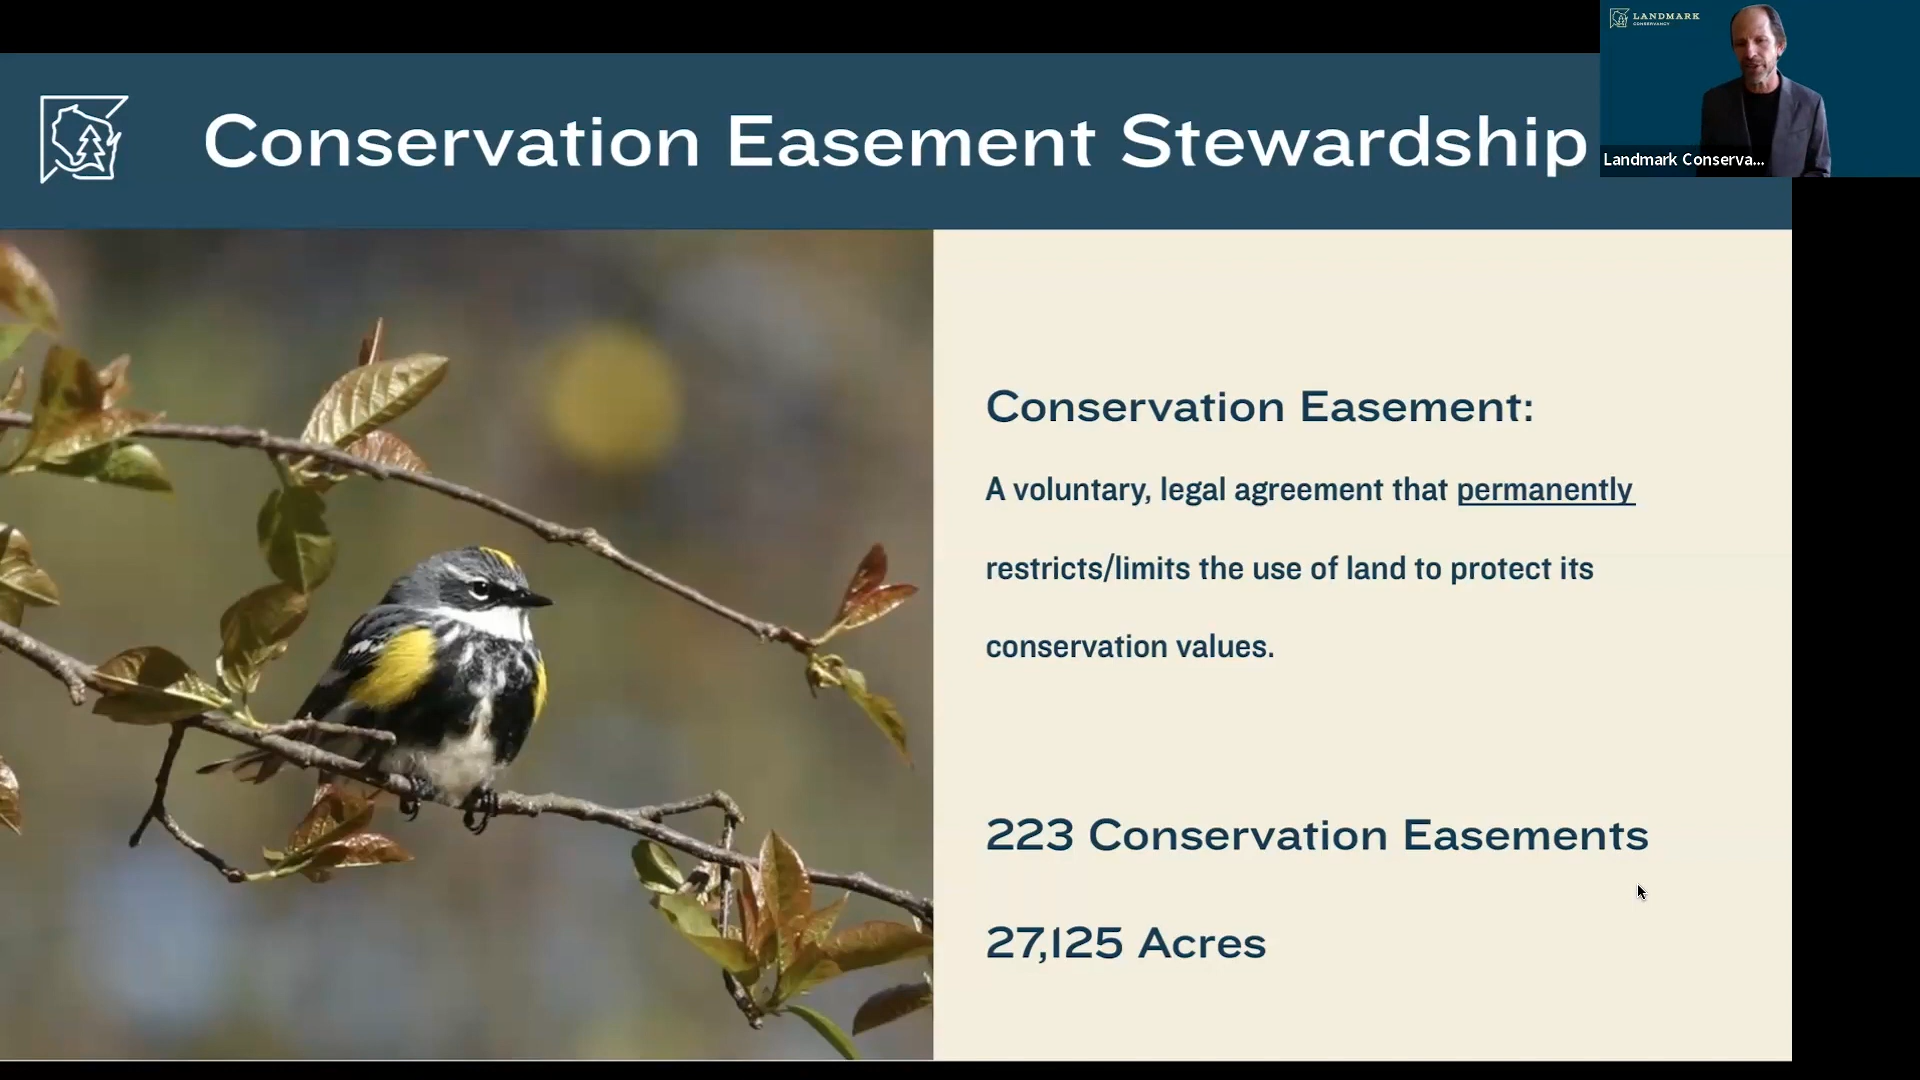 Conservation Easement Stewardship
LANDMARK
CONSERVANCY
Landmark Conserva...
Conservation Easement:
A voluntary, legal agreement that permanently
restricts/limits the use of land to protect its
conservation values.
223 Conservation Easements
27,125 Acres